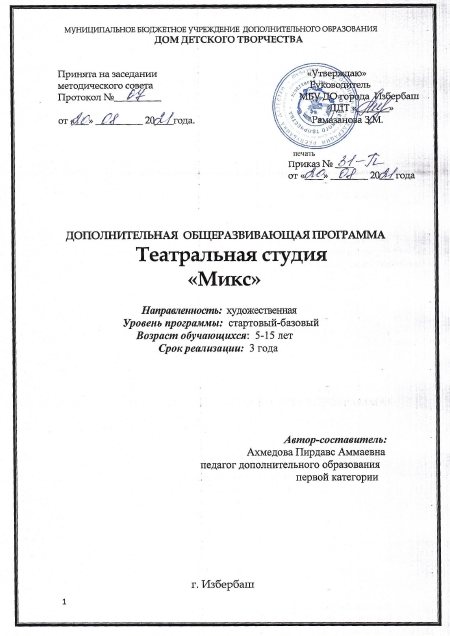 МУНИЦИПАЛЬНОЕ БЮДЖЕТНОЕ УЧРЕЖДЕНИЕ ДОПОЛНИТЕЛЬНОГО ОБРАЗОВАНИЯ
ДОМ ДЕТСКОГО ТВОРЧЕСТВА
Принята на заседании
методического совета
Протокол №
от «20» 08 2021 года.
«Утверждаю»
Руководитель
МБУ ДО города Избербаш
ДДТ «
Рамазанова З.М.
печать
Приказ № 31-П
от «20» 08 2021 года
ДОПОЛНИТЕЛЬНАЯ ОБЩЕРАЗВИВАЮЩАЯ ПРОГРАММА
Театральная студия
«Микс»
Направленность: художественная
Уровень программы: стартовый-базовый
Возраст обучающихся: 5-15 лет
Срок реализации: 3 года
Автор-составитель:
Ахмедова Пирдавс Аммаевна
педагог дополнительного образования
первой категории
г. Избербаш
1